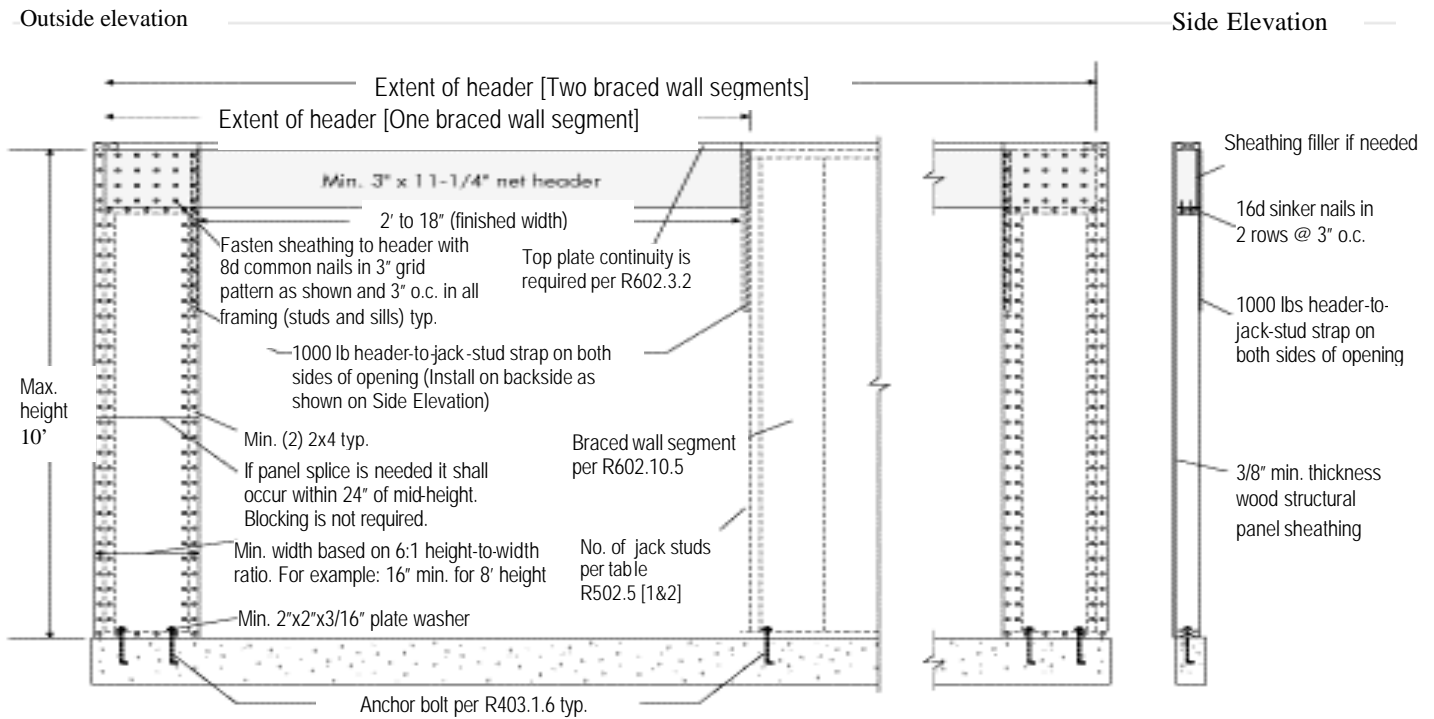 Outside elevation
Side Elevation
Extent of header [Two braced wall segments]
Extent of header [One braced wall segment]
Sheathing filler if needed
Min. 3" x 11-1/4" net header
2' to 18" (finished width)
16d sinker nails in
2 rows @ 3" o.c.
Fasten sheathing to header with
8d common nails in 3" grid
pattern as shown and 3" o.c. in all
framing (studs and sills) typ.
Top plate continuity is
required per R602.3.2
1000 lbs header-to-
jack-stud strap on
both sides of opening
1000 lb header-to-jack-stud strap on both
sides of opening (Install on backside as
shown on Side Elevation)
Max.
height
10'
Min. (2) 2x4 typ.
If panel splice is needed it shall
occur within 24" of mid-height.
Blocking is not required.
Braced wall segment
per R602.10.5
3/8" min. thickness
wood structural
panel sheathing
Min. width based on 6:1 height-to-width
ratio. For example: 16" min. for 8' height
No. of jack studs
per table
R502.5 [1&2]
Min. 2"x2"x3/16" plate washer
Anchor bolt per R403.1.6 typ.